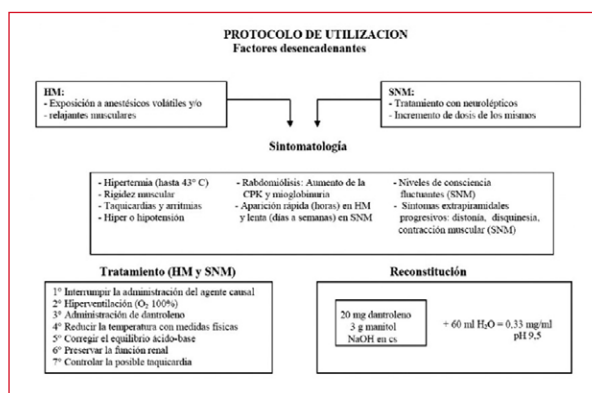 PROTOCOLO DE UTILIZACION
Factores desencadenantes
HM:
- Exposición a anestésicos volátiles y/o
- relajantes musculares
SNM:
- Tratamiento con neurolépticos
- Incremento de dosis de los mismos
Sintomatología
- Hipertermia (hasta 43° C)
- Rigidez muscular
- Taquicardias y arritmias
- Hiper o hipotensión
- Rabdomiólisis: Aumento de la
CPK y mioglobinuria
- Aparición rápida (horas) en HM
y lenta (días a semanas) en SNM
- Niveles de consciencia
fluctuantes (SNM)
- Síntomas extrapiramidales
progresivos: distonía, disquinesia,
contracción muscular (SNM)
Tratamiento (HM y SNM)
1° Interrumpir la administración del agente causal
2° Hiperventilación (O₂ 100%)
3° Administración de dantroleno
4° Reducir la temperatura con medidas físicas
5° Corregir el equilibrio ácido-base
6° Preservar la función renal
7° Controlar la posible taquicardia
Reconstitución
20 mg dantroleno
3 g manitol
NaOH en cs
+ 60 ml H₂O = 0,33 mg/ml
pH 9,5